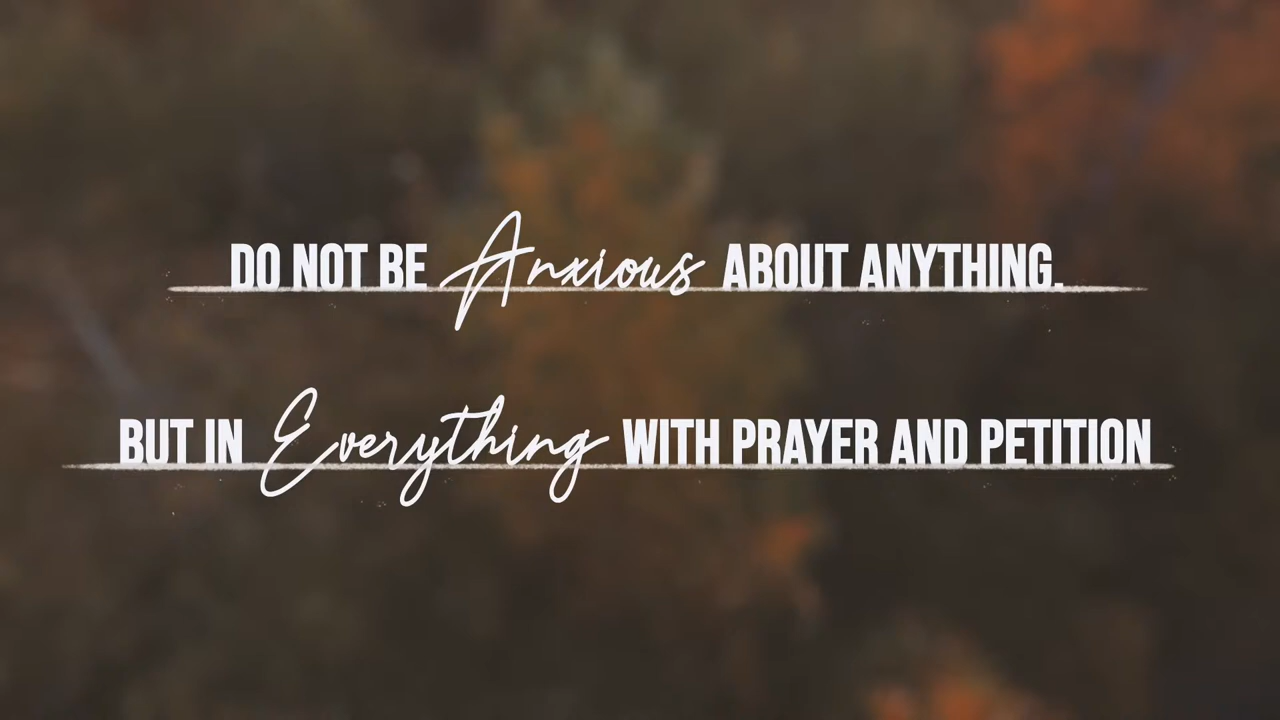 DO NOT BE Anxious ABOUT ANYTHING.
BUT IN Everything WITH PRAYER AND PETITION